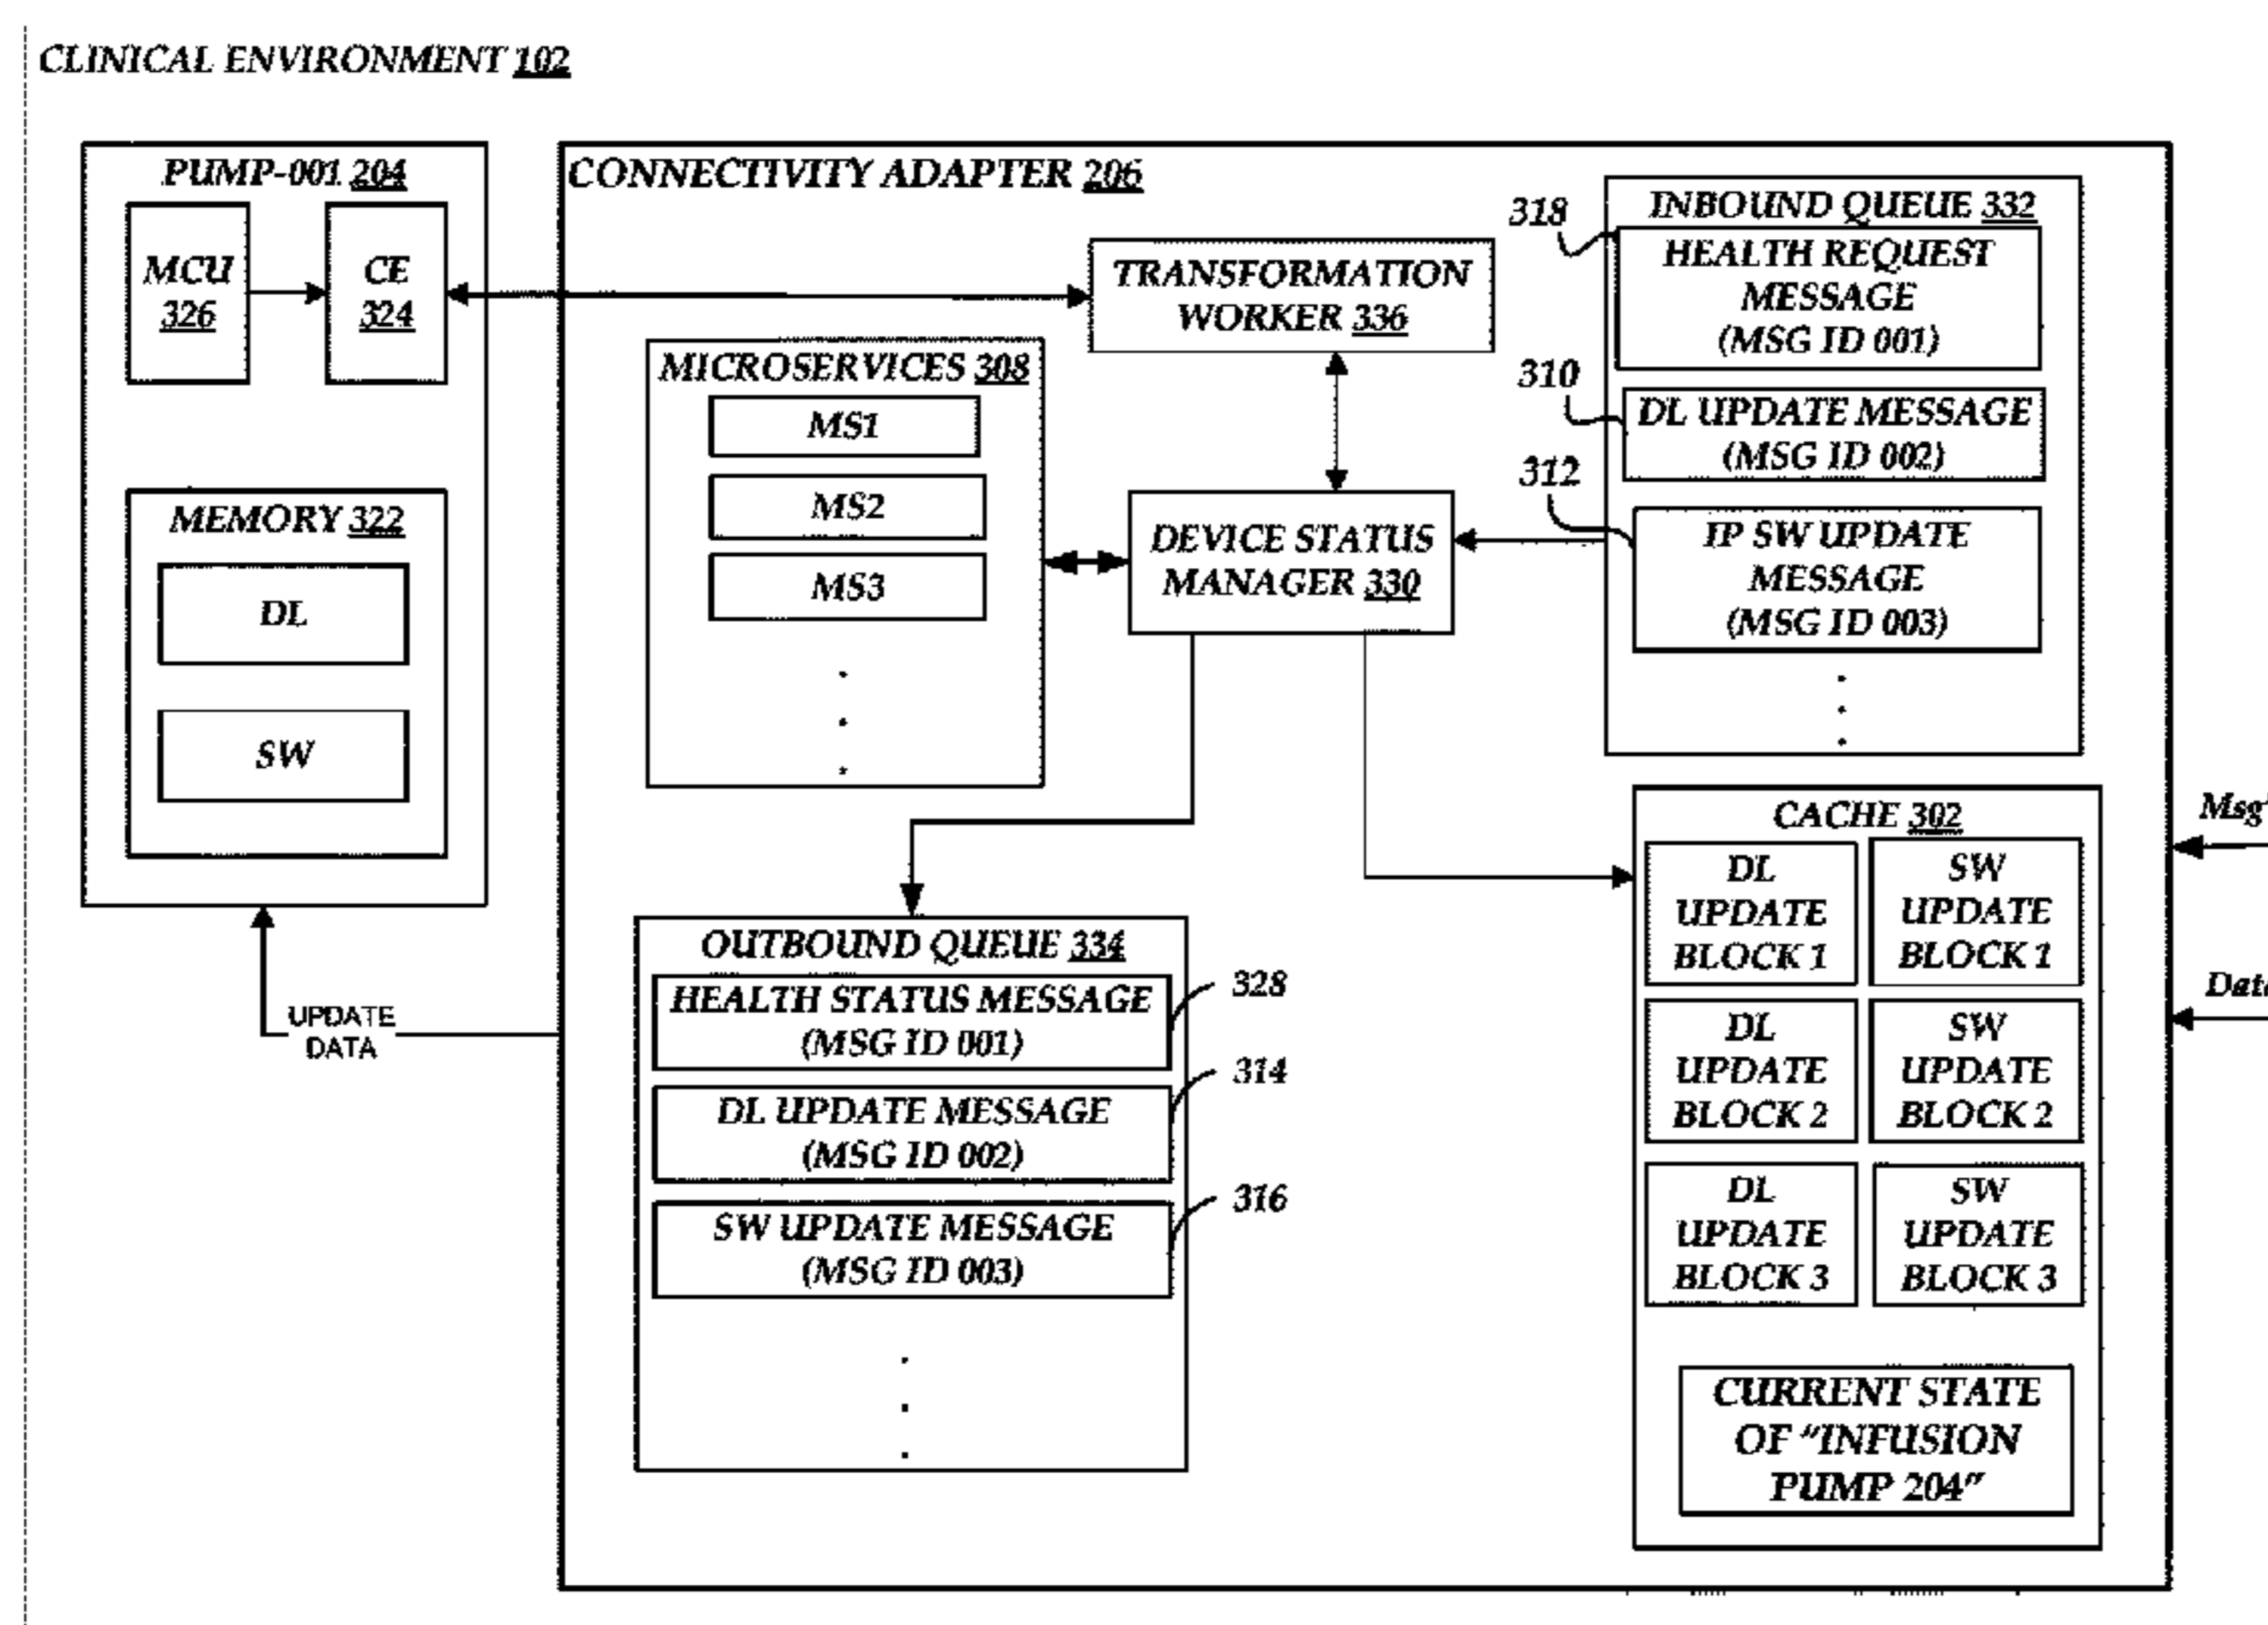 CLINICAL ENVIRONMENT 102
PUMP-001 204
MCU
326
CE
324
MEMORY 322
DL
SW
UPDATE
DATA
CONNECTIVITY ADAPTER 206
TRANSFORMATION
WORKER 336
MICROSERVICES 308
MS1
MS2
MS3
DEVICE STATUS
MANAGER 330
318
INBOUND QUEUE 332
HEALTH REQUEST
MESSAGE
(MSG ID 001)
310
DL UPDATE MESSAGE
(MSG ID 002)
312
IP SW UPDATE
MESSAGE
(MSG ID 003)
OUTBOUND QUEUE 334
HEALTH STATUS MESSAGE
(MSG ID 001)
328
DL UPDATE MESSAGE
(MSG ID 002)
314
SW UPDATE MESSAGE
(MSG ID 003)
316
CACHE 302
DL
UPDATE
BLOCK 1
SW
UPDATE
BLOCK 1
DL
UPDATE
BLOCK 2
SW
UPDATE
BLOCK 2
DL
UPDATE
BLOCK 3
SW
UPDATE
BLOCK 3
CURRENT STATE
OF "INFUSION
PUMP 204"
Msg'
Data